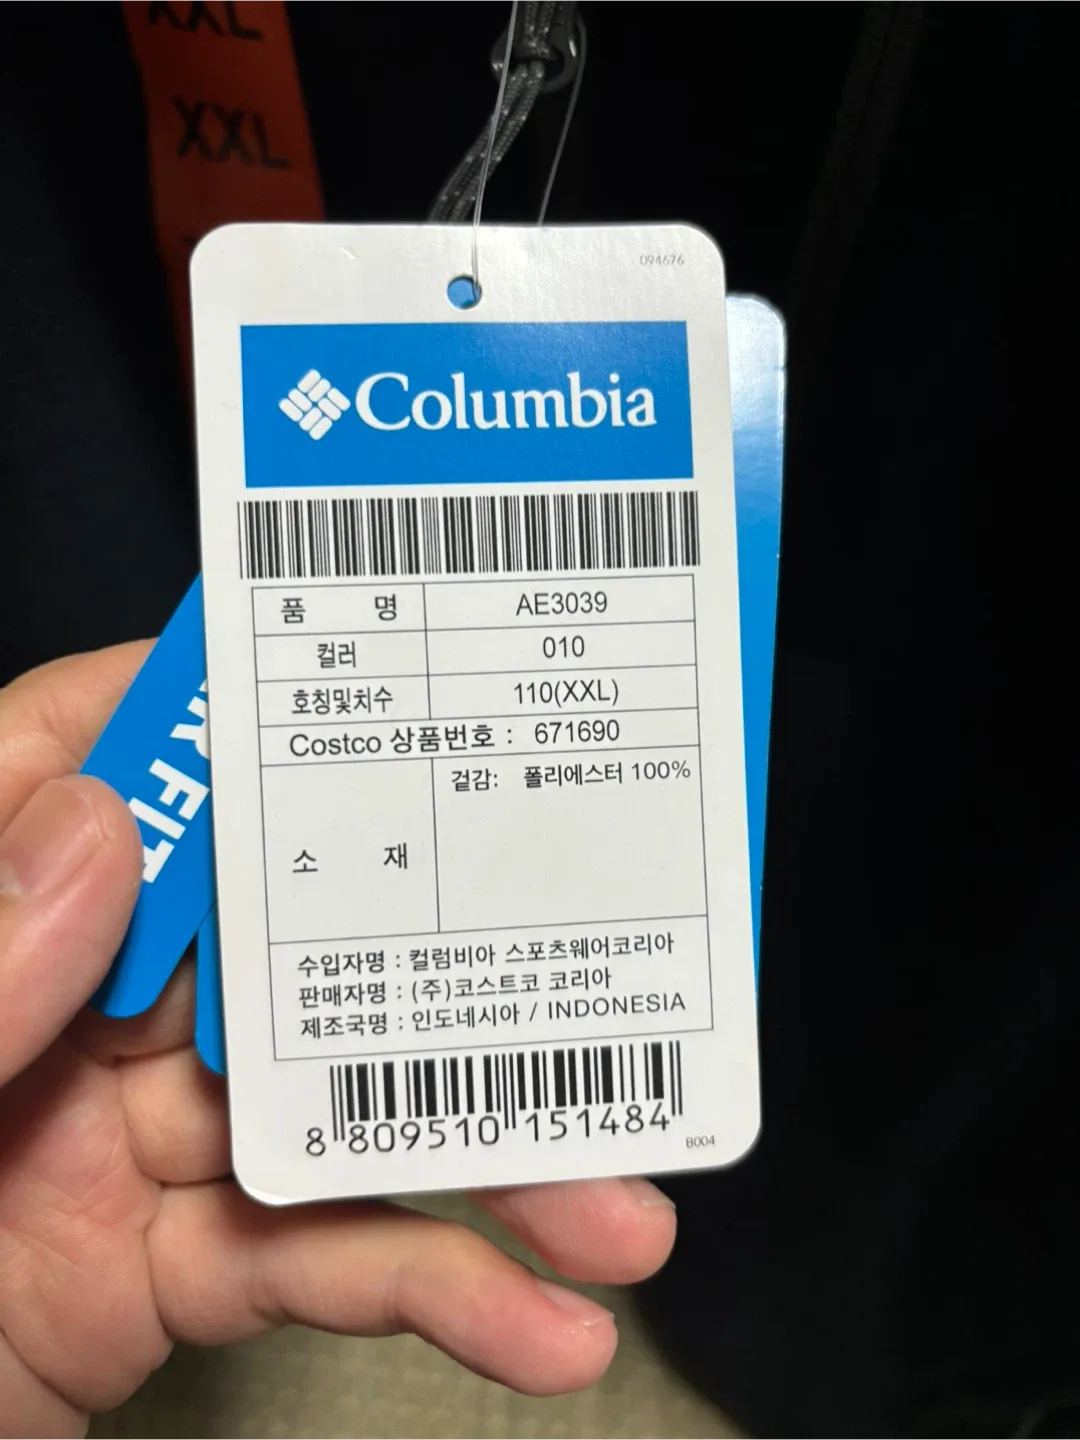 XXL
XXL
094676
Columbia
품 명 AE3039
컬러 010
호칭및치수 110(XXL)
Costco 상품번호 : 671690
소 재 겉감: 폴리에스터 100%
수입자명 : 컬럼비아 스포츠웨어코리아
판매자명 : (주)코스트코 코리아
제조국명 : 인도네시아 / INDONESIA
8 809510 151484
B004
FIT